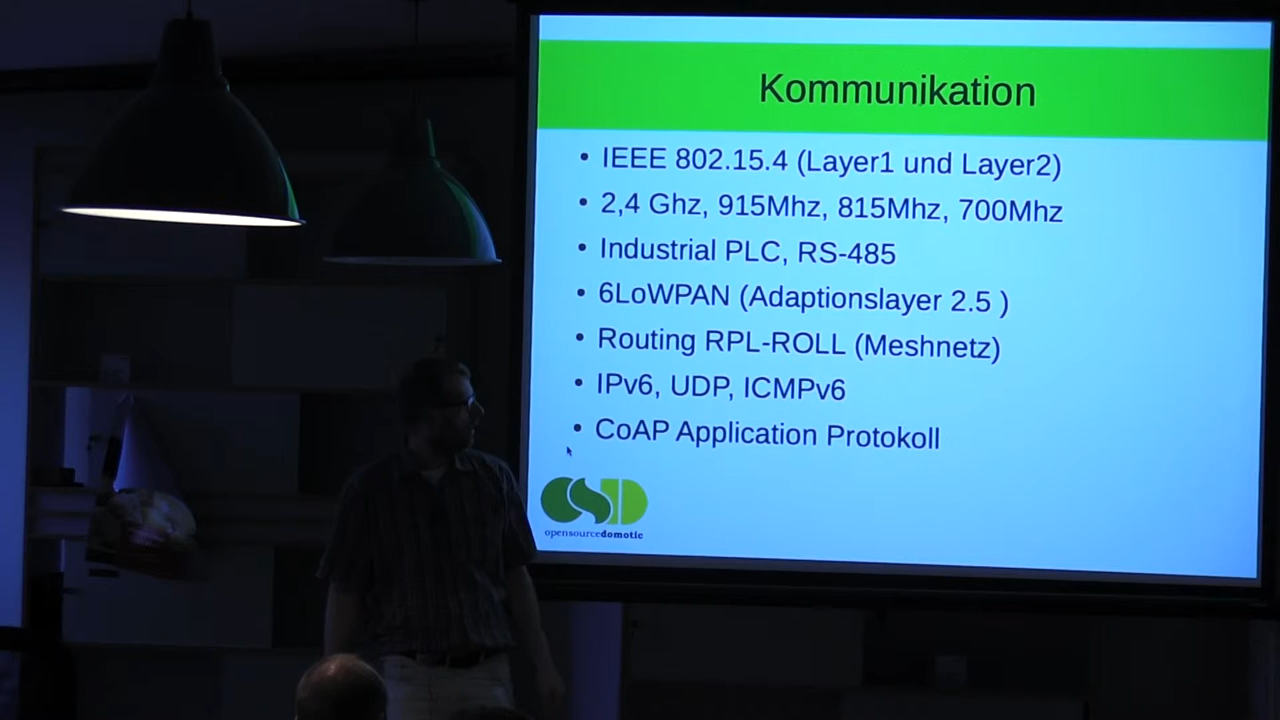 Kommunikation
• IEEE 802.15.4 (Layer1 und Layer2)
• 2,4 Ghz, 915Mhz, 815Mhz, 700Mhz
• Industrial PLC, RS-485
• 6LoWPAN (Adaptionslayer 2.5 )
• Routing RPL-ROLL (Meshnetz)
• IPv6, UDP, ICMPv6
• CoAP Application Protokoll
OSD
opensourcedomotic